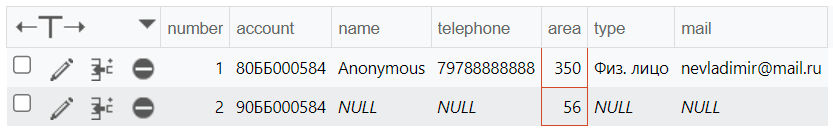 number account name telephone area type mail
1 80ББ000584 Anonymous 79788888888 350 Физ. лицо nevladimir@mail.ru
2 90ББ000584 NULL NULL 56 NULL NULL